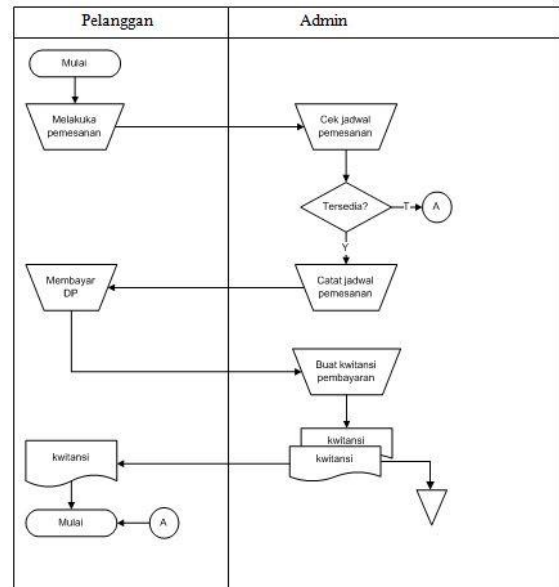 Pelanggan
Admin
Mulai
Melakuka
pemesanan
Cek jadwal
pemesanan
Tersedia?
T
A
Y
Membayar
DP
Catat jadwal
pemesanan
Buat kwitansi
pembayaran
kwitansi
kwitansi
kwitansi
Mulai
A